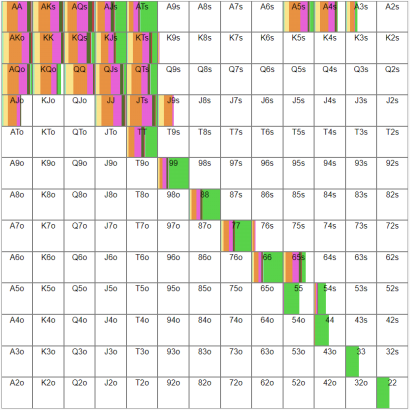 AA AKs AQs AJs ATs A9s A8s A7s A6s A5s A4s A3s A2s
AKo KK KQs KJs KTs K9s K8s K7s K6s K5s K4s K3s K2s
AQo KQo QQ QJs QTs Q9s Q8s Q7s Q6s Q5s Q4s Q3s Q2s
AJo KJo QJo JJ JTs J9s J8s J7s J6s J5s J4s J3s J2s
ATo KTo QTo JTo TT T9s T8s T7s T6s T5s T4s T3s T2s
A9o K9o Q9o J9o T9o 99 98s 97s 96s 95s 94s 93s 92s
A8o K8o Q8o J8o T8o 98o 88 87s 86s 85s 84s 83s 82s
A7o K7o Q7o J7o T7o 97o 87o 77 76s 75s 74s 73s 72s
A6o K6o Q6o J6o T6o 96o 86o 76o 66 65s 64s 63s 62s
A5o K5o Q5o J5o T5o 95o 85o 75o 65o 55 54s 53s 52s
A4o K4o Q4o J4o T4o 94o 84o 74o 64o 54o 44 43s 42s
A3o K3o Q3o J3o T3o 93o 83o 73o 63o 53o 43o 33 32s
A2o K2o Q2o J2o T2o 92o 82o 72o 62o 52o 42o 32o 22